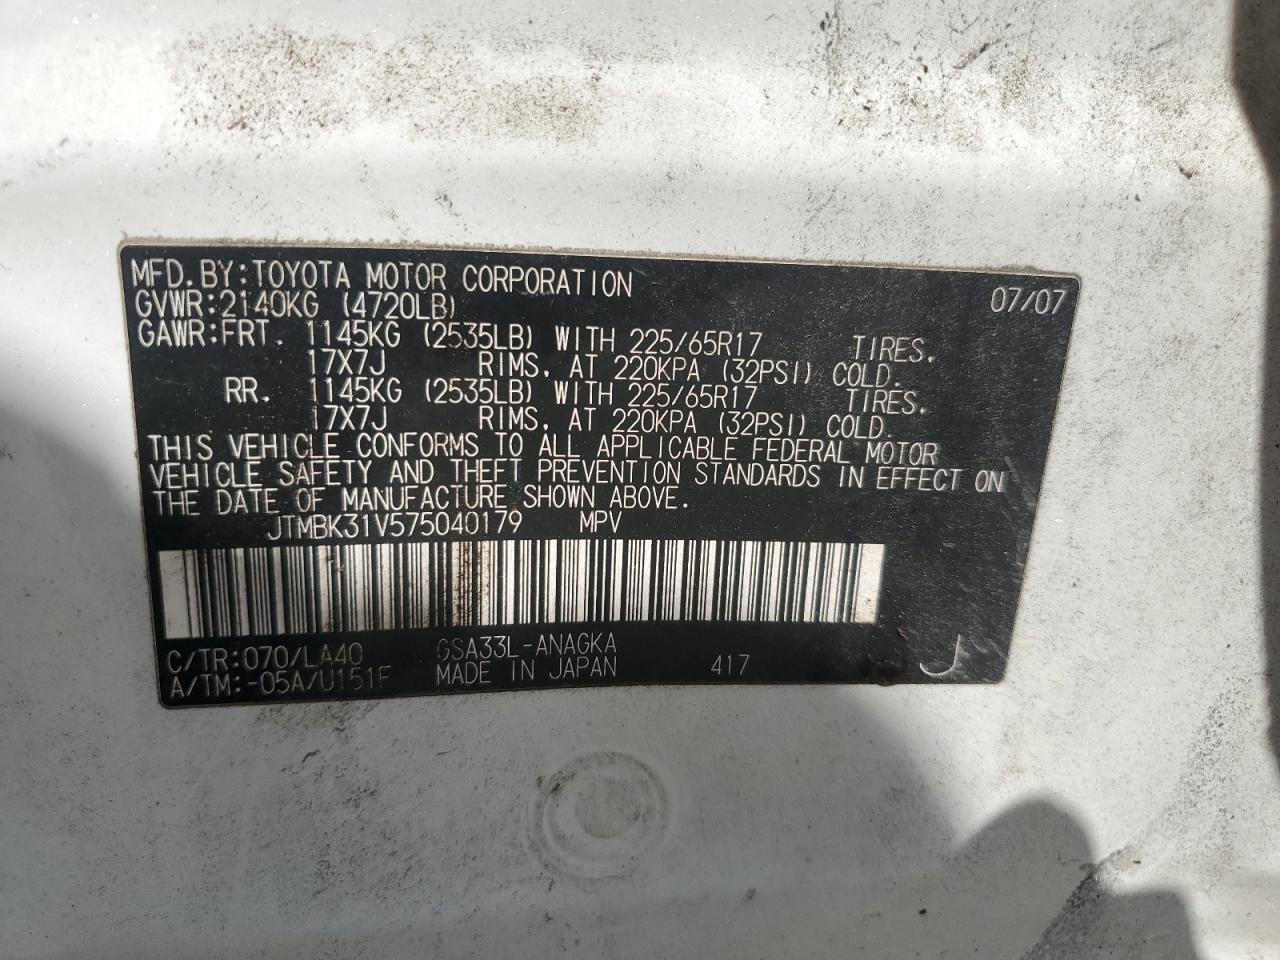 MFD.BY:TOYOTA MOTOR CORPORATION 07/07
GVWR:2140KG (4720LB)
GAWR:FRT. 1145KG (2535LB) WITH 225/65R17 TIRES.
17X7J RIMS, AT 220KPA (32PSI) COLD.
RR. 1145KG (2535LB) WITH 225/65R17 TIRES.
17X7J RIMS, AT 220KPA (32PSI) COLD.
THIS VEHICLE CONFORMS TO ALL APPLICABLE FEDERAL MOTOR
VEHICLE SAFETY AND THEFT PREVENTION STANDARDS IN EFFECT ON
THE DATE OF MANUFACTURE SHOWN ABOVE.
JTMBK31V575040179 MPV
C/TR:070/LA40 GSA33L-ANAGKA
A/TM:-05A/U151F MADE IN JAPAN 417 J